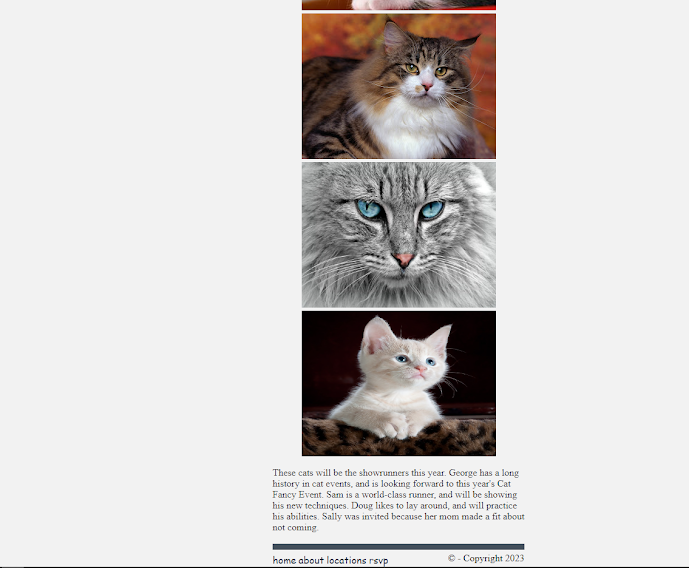 These cats will be the showrunners this year. George has a long
history in cat events, and is looking forward to this year's Cat
Fancy Event. Sam is a world-class runner, and will be showing
his new techniques. Doug likes to lay around, and will practice
his abilities. Sally was invited because her mom made a fit about
not coming.
home about locations rsvp © - Copyright 2023